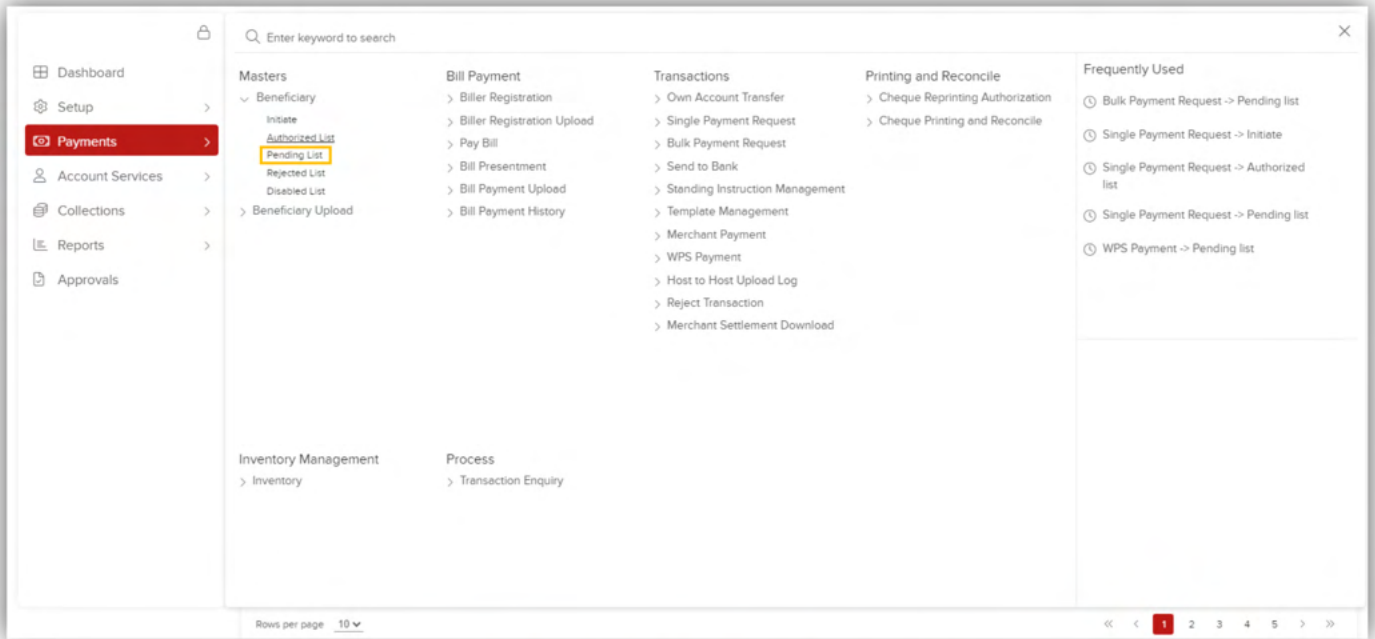 Enter keyword to search
Dashboard
Setup
Payments
Account Services
Collections
Reports
Approvals
Masters
Beneficiary
Initiate
Authorized List
Pending List
Rejected List
Disabled List
Beneficiary Upload
Bill Payment
Biller Registration
Biller Registration Upload
Pay Bill
Bill Presentment
Bill Payment Upload
Bill Payment History
Transactions
Own Account Transfer
Single Payment Request
Bulk Payment Request
Send to Bank
Standing Instruction Management
Template Management
Merchant Payment
WPS Payment
Host to Host Upload Log
Reject Transaction
Merchant Settlement Download
Printing and Reconcile
Cheque Reprinting Authorization
Cheque Printing and Reconcile
Frequently Used
Bulk Payment Request -> Pending list
Single Payment Request -> Initiate
Single Payment Request -> Authorized
list
Single Payment Request -> Pending list
WPS Payment -> Pending list
Inventory Management
Inventory
Process
Transaction Enquiry
Rows per page 10
1 2 3 4 5